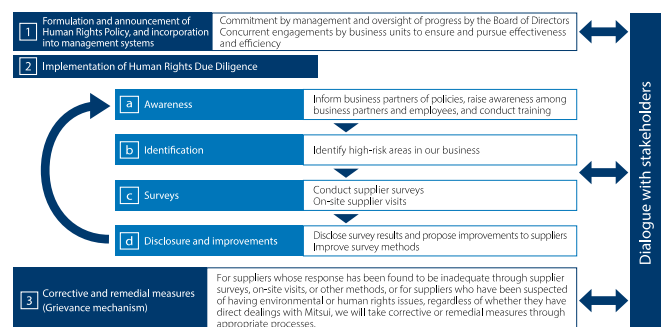 1
Formulation and announcement of
Human Rights Policy, and incorporation
into management systems
Commitment by management and oversight of progress by the Board of Directors
Concurrent engagements by business units to ensure and pursue effectiveness
and efficiency
2 Implementation of Human Rights Due Diligence
a Awareness
Inform business partners of policies, raise awareness among
business partners and employees, and conduct training
b Identification
Identify high-risk areas in our business
c Surveys
Conduct supplier surveys
On-site supplier visits
d Disclosure and improvements
Disclose survey results and propose improvements to suppliers
Improve survey methods
3
Corrective and remedial measures
(Grievance mechanism)
For suppliers whose response has been found to be inadequate through supplier
surveys, on-site visits, or other methods, or for suppliers who have been suspected
of having environmental or human rights issues, regardless of whether they have
direct dealings with Mitsui, we will take corrective or remedial measures through
appropriate processes.
Dialogue with stakeholders